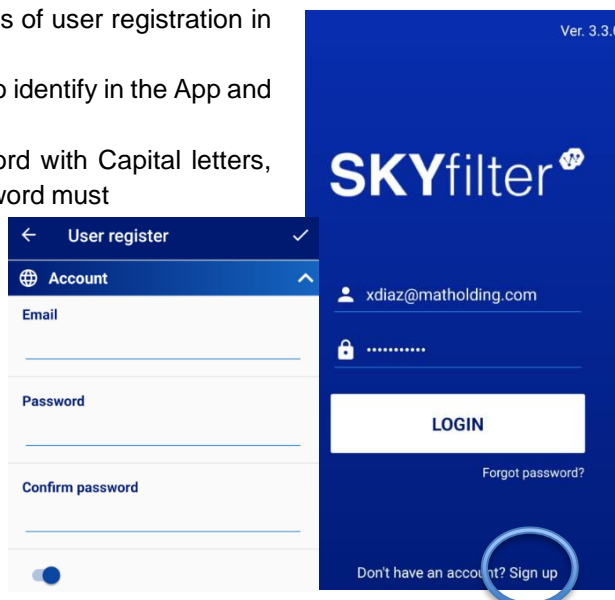 s of user registration in
o identify in the App and
ord with Capital letters,
word must
User register
Account
Email
Password
Confirm password
Ver. 3.3.
SKYfilter
xdiaz@matholding.com
LOGIN
Forgot password?
Don't have an account? Sign up